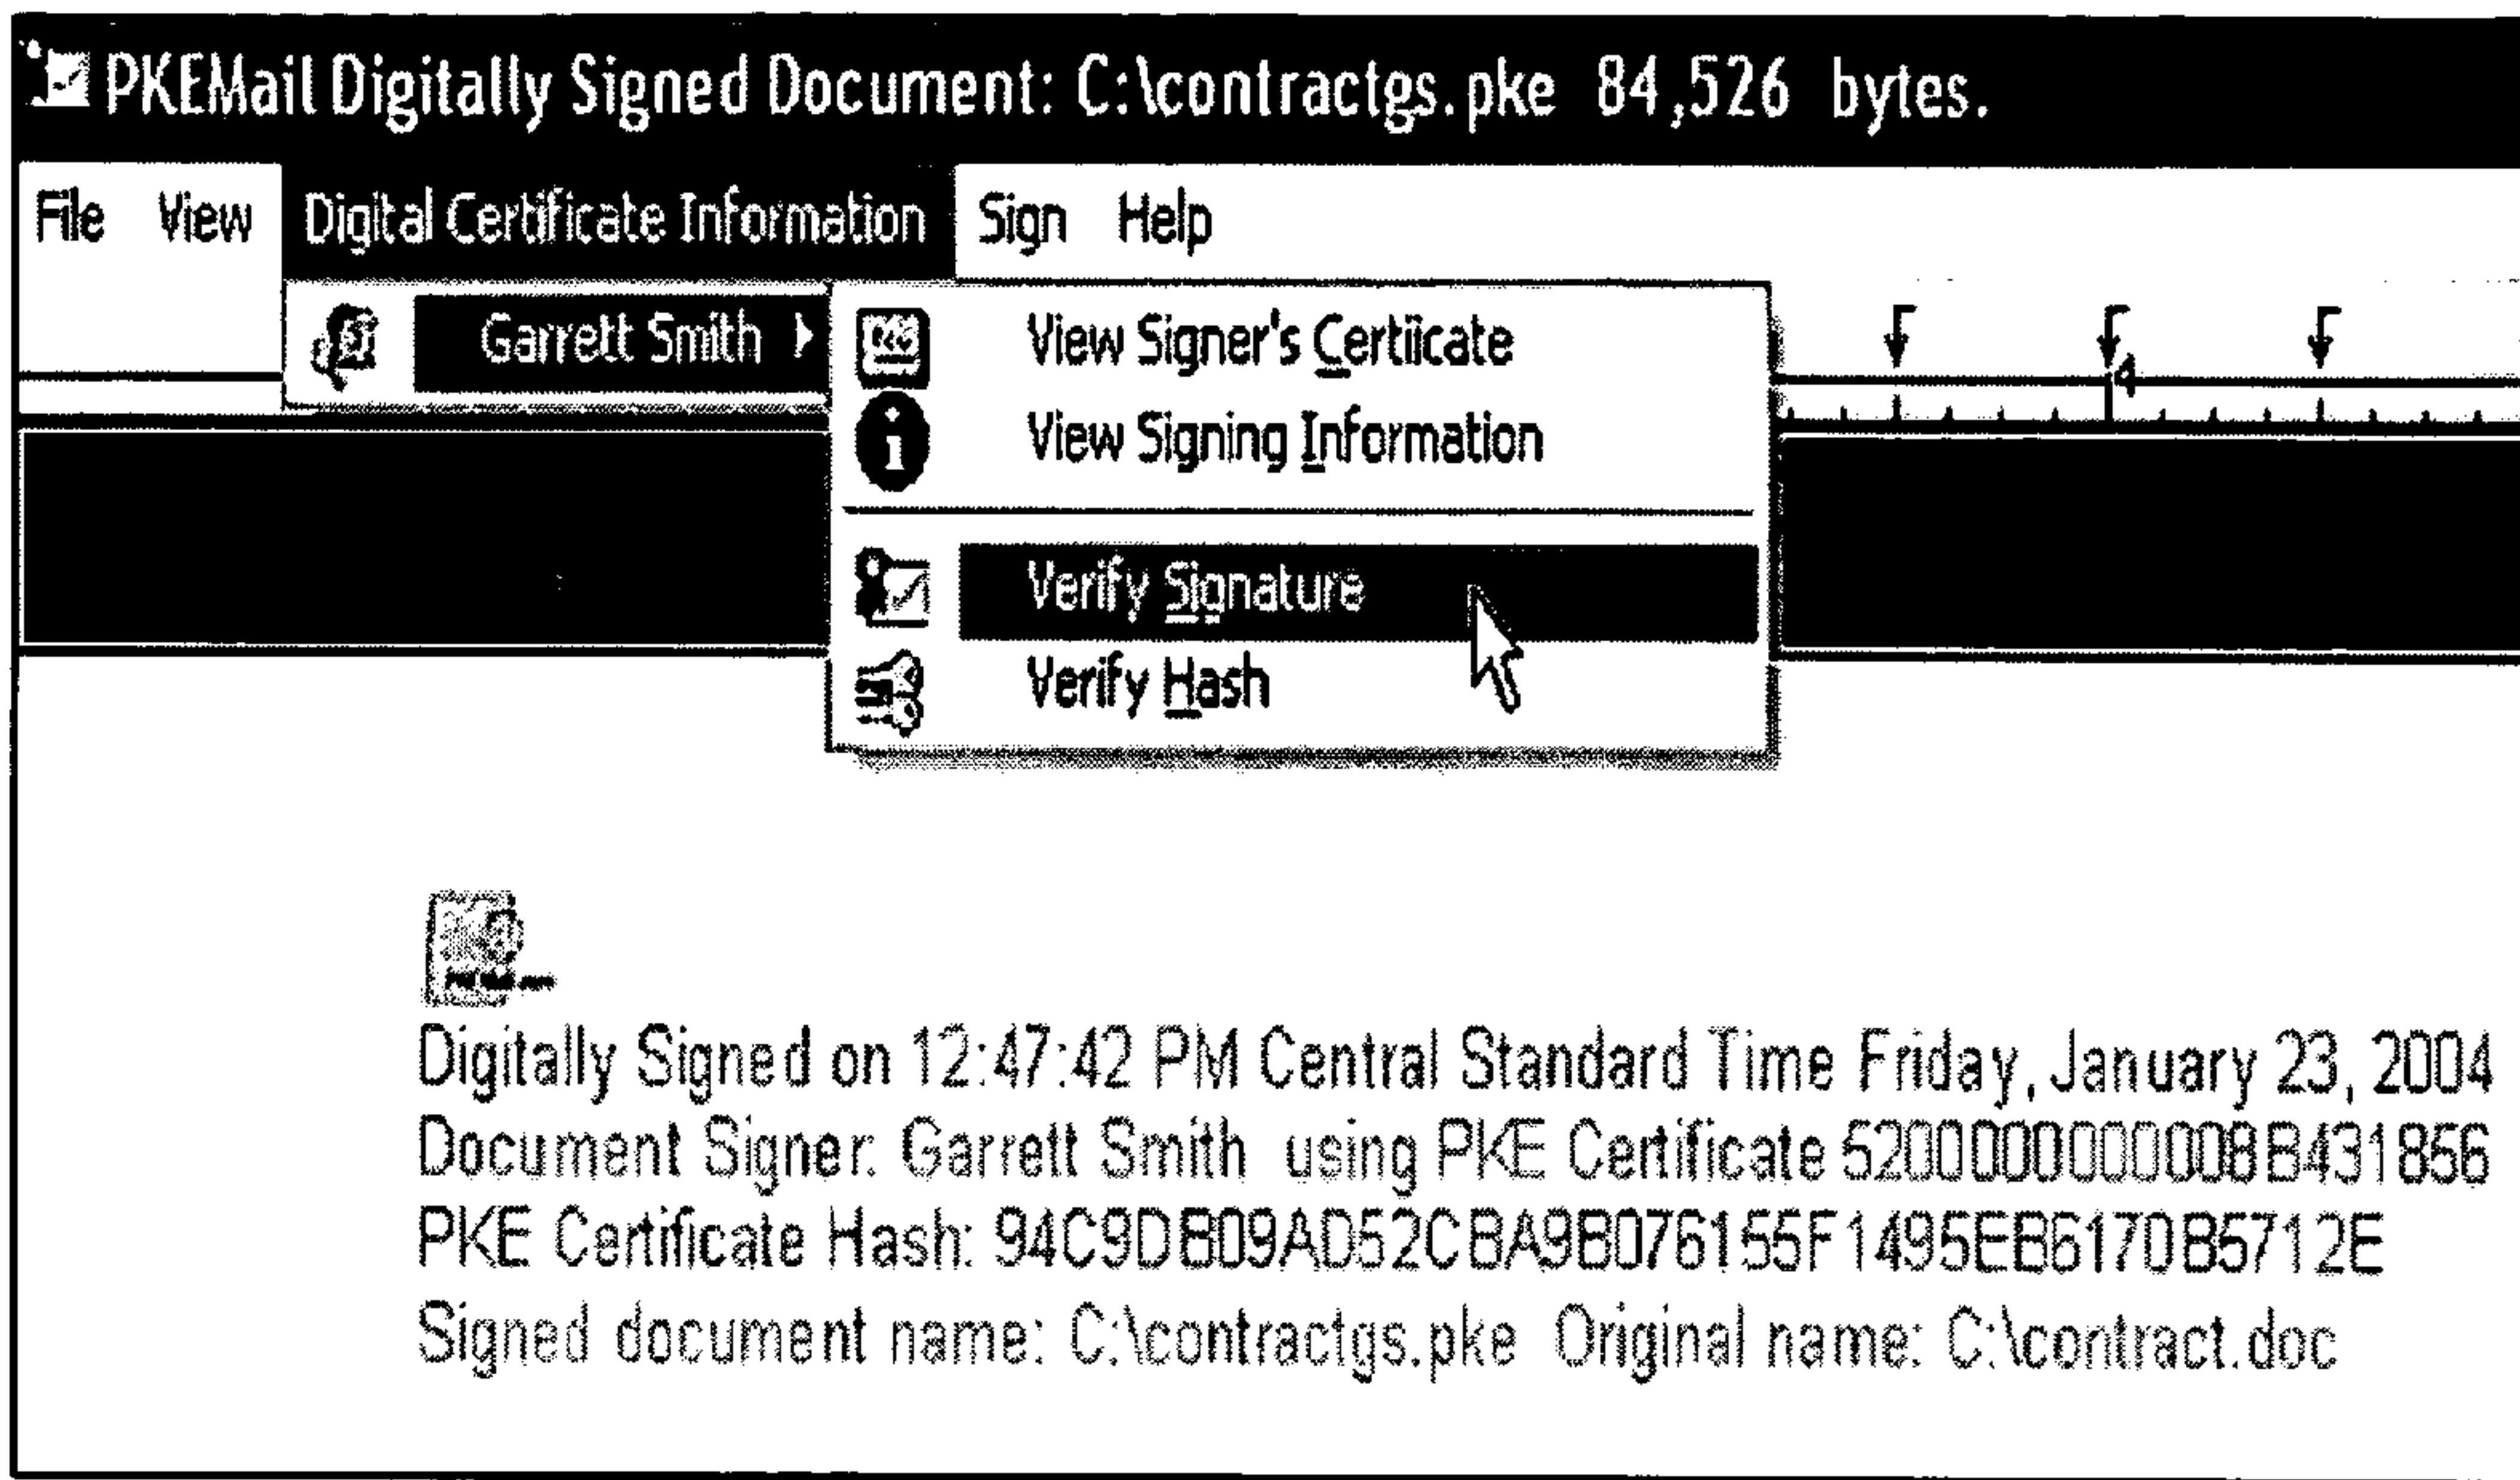 PKEMail Digitally Signed Document: C:\contractgs.pke 84,526 bytes.
File View Digital Certificate Information Sign Help
Garrett Smith
View Signer's Certiicate
4
View Signing Information
Verify Signature
Verify Hash
Digitally Signed on 12:47:42 PM Central Standard Time Friday, January 23, 2004
Document Signer: Garrett Smith using PKE Certificate 5200000000008B431856
PKE Certificate Hash: 94C9DB09AD52CBA9B076155F1495EB6170B5712E
Signed document name: C:\contractgs.pke Original name: C:\contract.doc